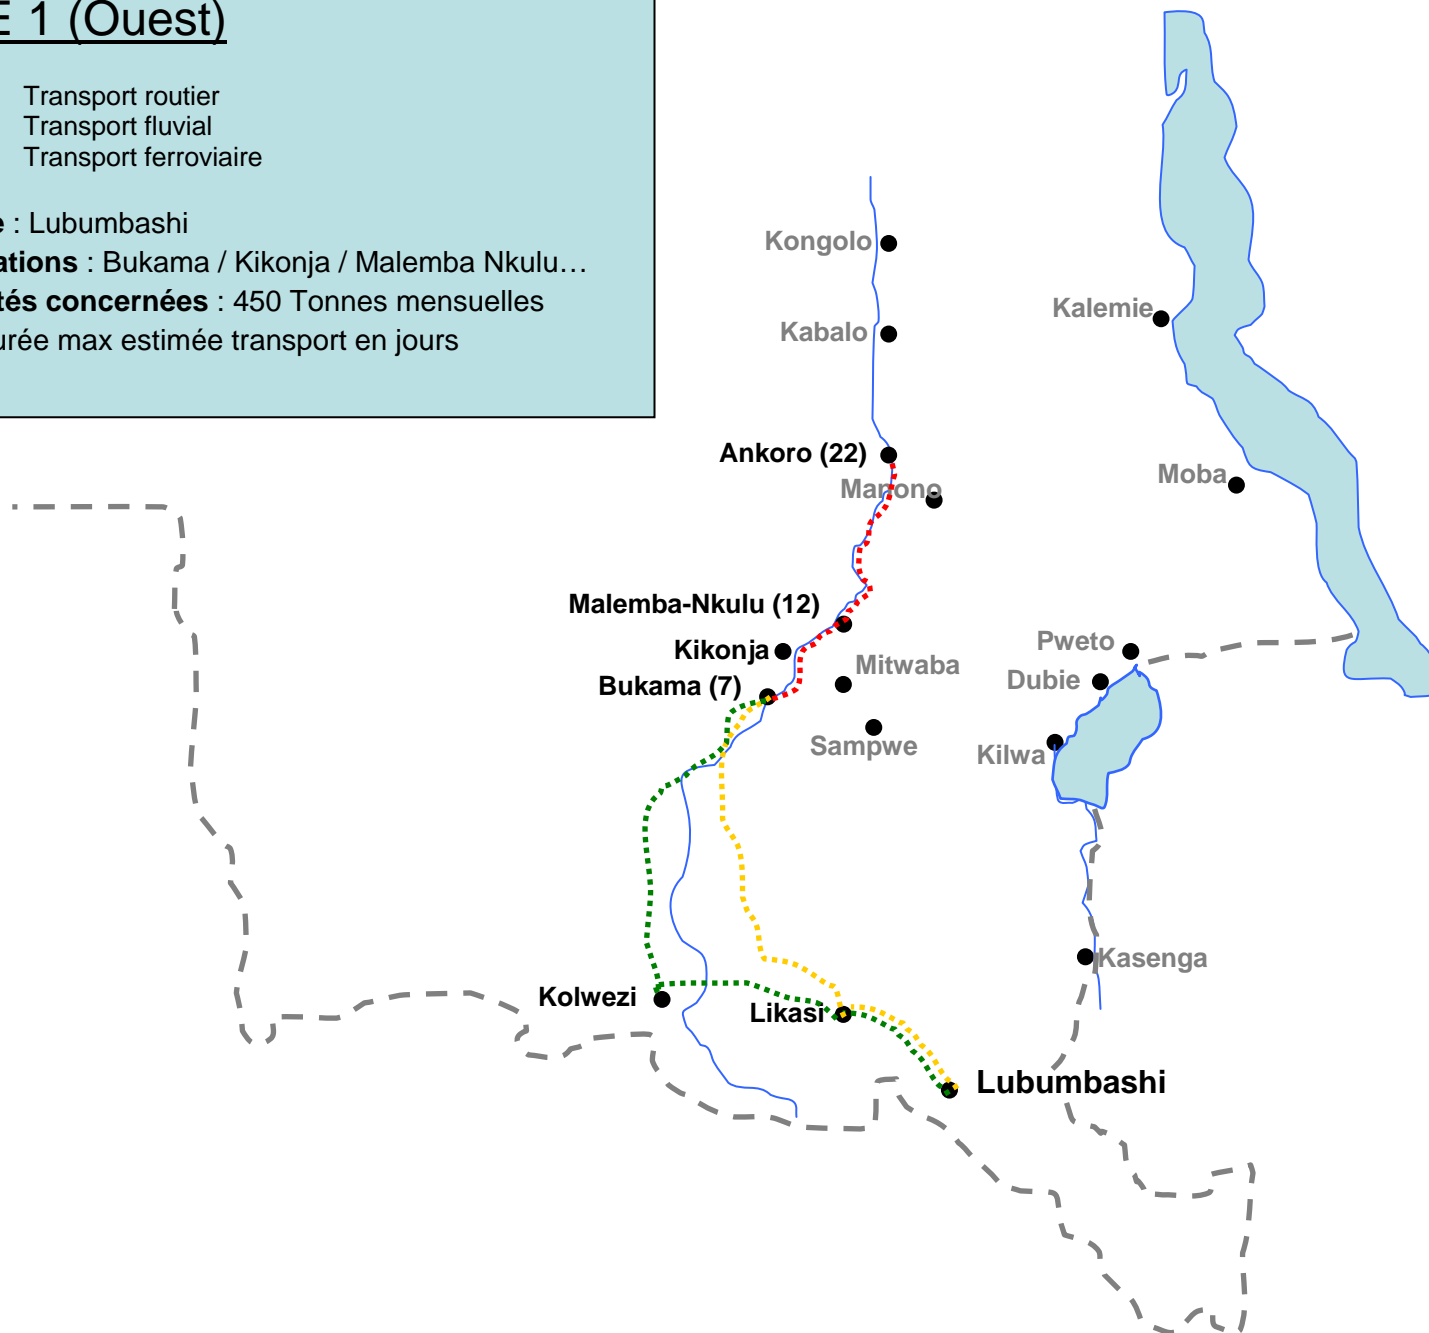 E 1 (Ouest)
Transport routier
Transport fluvial
Transport ferroviaire
e : Lubumbashi
ations : Bukama / Kikonja / Malemba Nkulu…
tés concernées : 450 Tonnes mensuelles
urée max estimée transport en jours
Kongolo
Kalemie
Kabalo
Ankoro (22)
Moba
Manono
Malemba-Nkulu (12)
Pweto
Kikonja
Mitwaba
Dubie
Bukama (7)
Sampwe
Kilwa
Kasenga
Kolwezi
Likasi
Lubumbashi